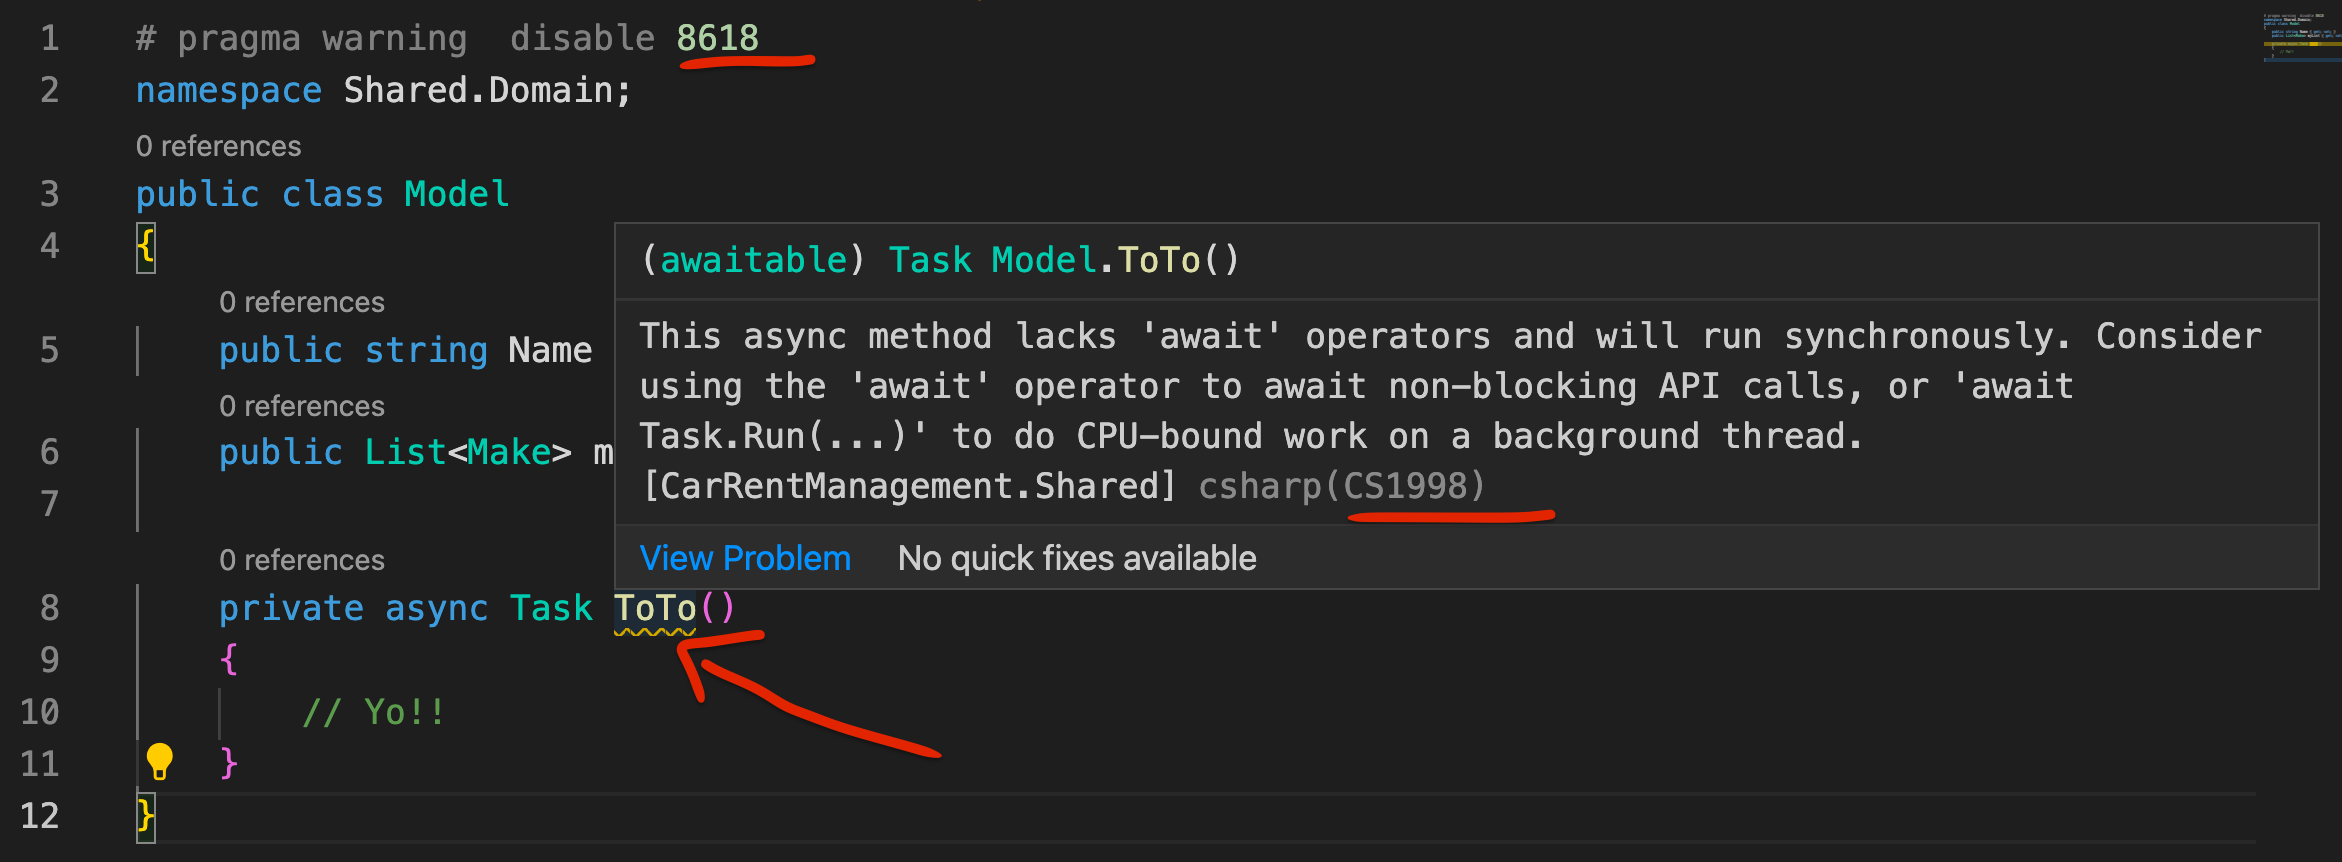 1 # pragma warning  disable 8618
2 namespace Shared.Domain;
0 references
3 public class Model
4 {
0 references
5 public string Name
0 references
6 public List<Make> m
7
0 references
8 private async Task ToTo()
9 {
10 // Yo!!
11 }
12 }
(awaitable) Task Model.ToTo()
This async method lacks 'await' operators and will run synchronously. Consider
using the 'await' operator to await non-blocking API calls, or 'await
Task.Run(...)' to do CPU-bound work on a background thread.
[CarRentManagement.Shared] csharp(CS1998)
View Problem No quick fixes available